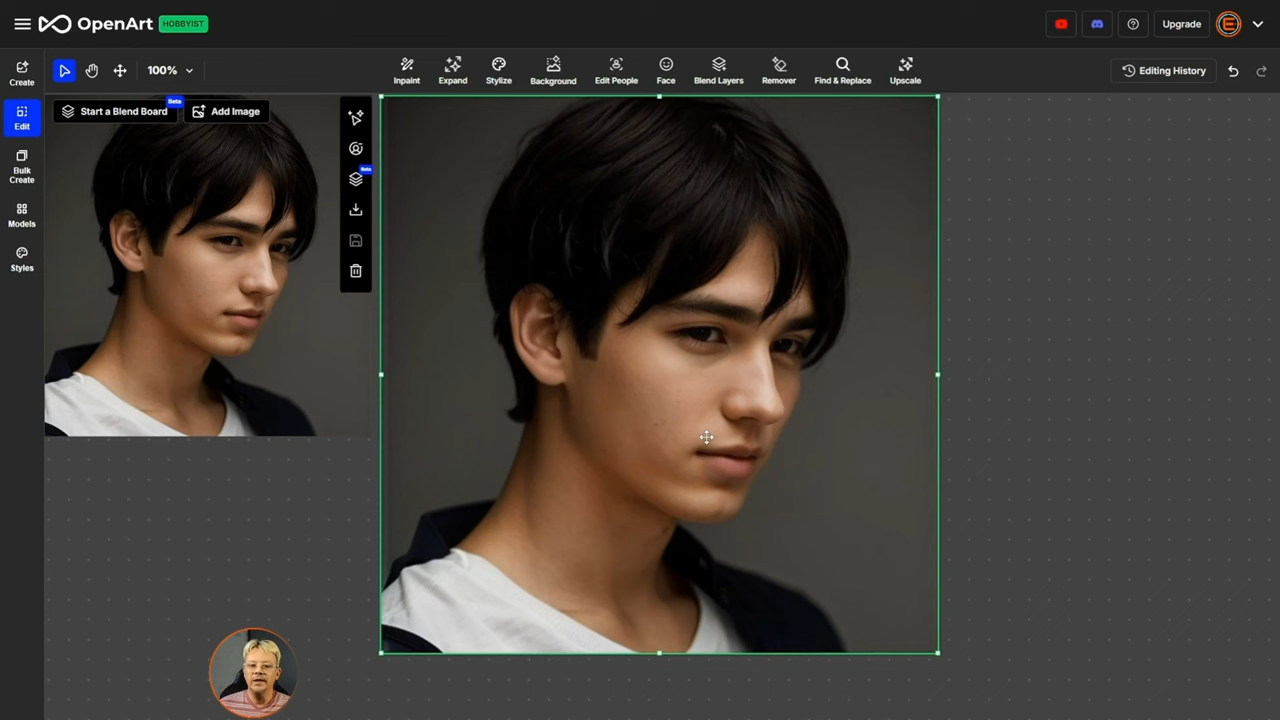 OpenArt HOBBYIST
Upgrade
100%
Inpaint Expand Stylize Background Edit People Face Blend Layers Remover Find & Replace Upscale
Editing History
Create
Edit
Bulk
Create
Models
Styles
Start a Blend Board Beta Add Image
Beta